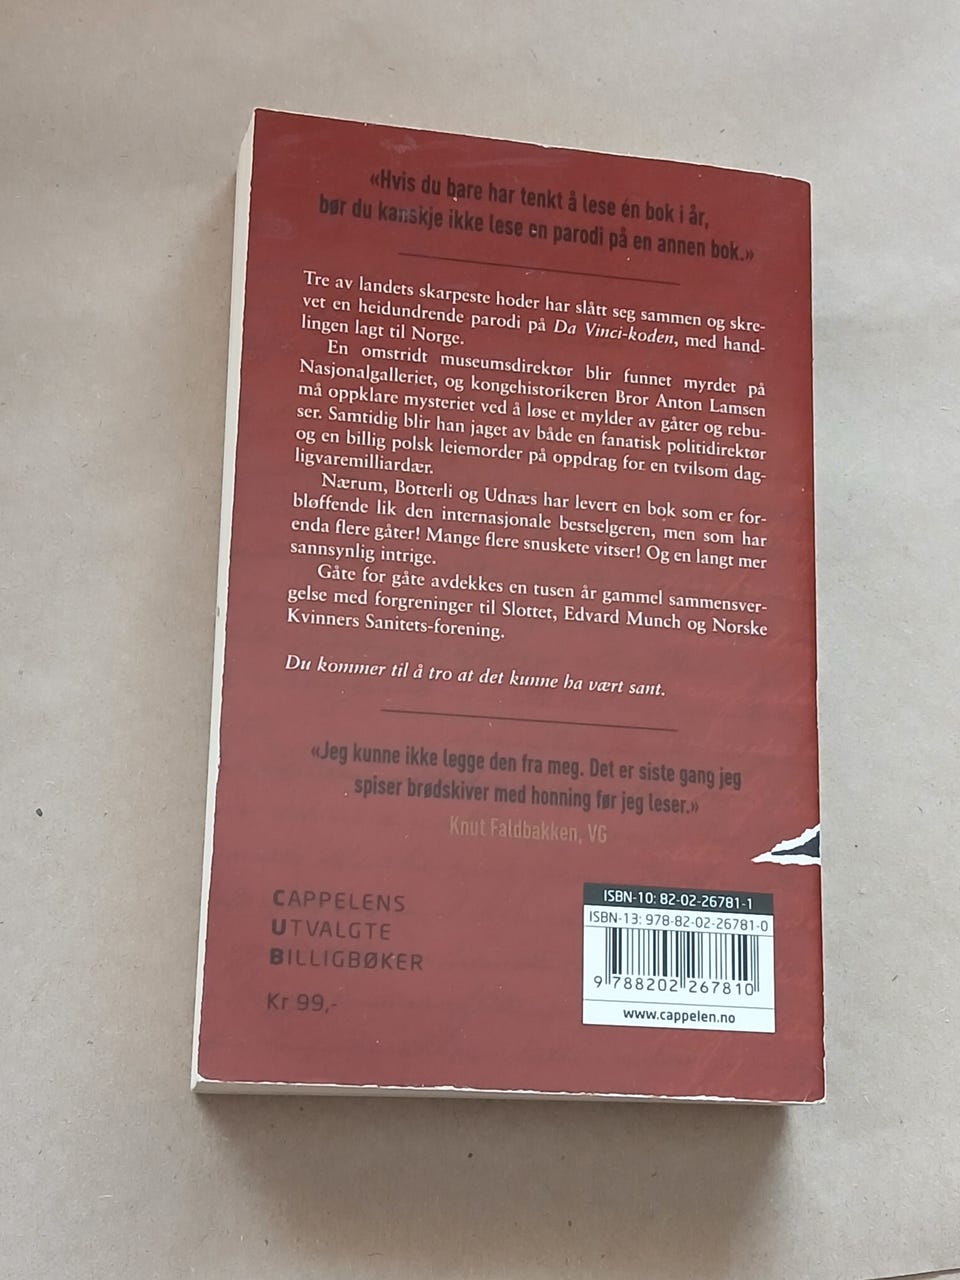 «Hvis du bare har tenkt å lese én bok i år,
bør du kanskje ikke lese en parodi på en annen bok.»
Tre av landets skarpeste hoder har slått seg sammen og skre-
vet en heidundrende parodi på Da Vinci-koden, med hand-
lingen lagt til Norge.
En omstridt museumsdirektør blir funnet myrdet på
Nasjonalgalleriet, og kongehistorikeren Bror Anton Lamsen
må oppklare mysteriet ved å løse et mylder av gåter og rebu-
ser. Samtidig blir han jaget av både en fanatisk politidirektør
og en billig polsk leiemorder på oppdrag for en tvilsom dag-
ligvaremilliardær.
Nærum, Botterli og Udnæs har levert en bok som er for-
bløffende lik den internasjonale bestselgeren, men som har
enda flere gåter! Mange flere snuskete vitser! Og en langt mer
sannsynlig intrige.
Gåte for gåte avdekkes en tusen år gammel sammensver-
gelse med forgreninger til Slottet, Edvard Munch og Norske
Kvinners Sanitets-forening.
Du kommer til å tro at det kunne ha vært sant.
«Jeg kunne ikke legge den fra meg. Det er siste gang jeg
spiser brødskiver med honning før jeg leser.»
Knut Faldbakken, VG
CAPPELENS
UTVALGTE
BILLIGBØKER
Kr 99,-
ISBN-10: 82-02-26781-1
ISBN-13: 978-82-02-26781-0
9 788202 267810
www.cappelen.no